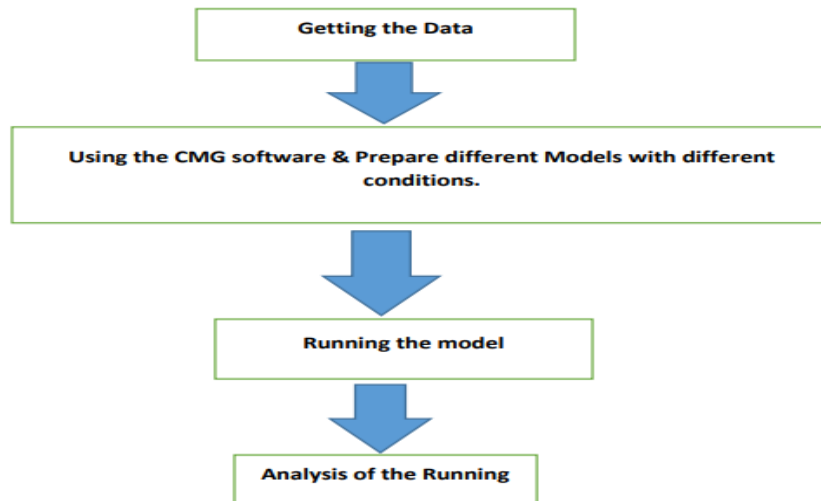 Getting the Data
Using the CMG software & Prepare different Models with different
conditions.
Running the model
Analysis of the Running